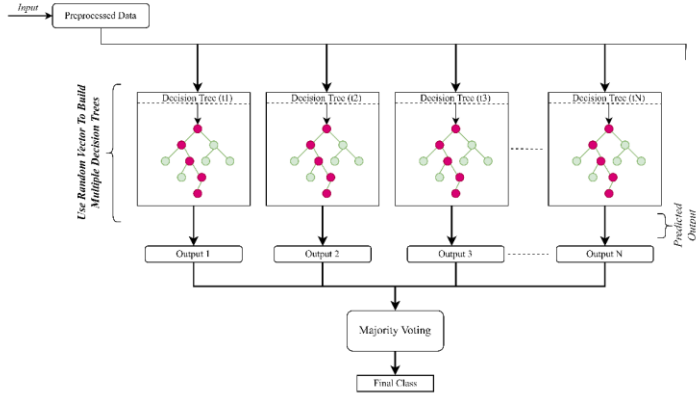 Input
Preprocessed Data
Use Random Vector To Build
Multiple Decision Trees
Decision Tree (t1)
Decision Tree (t2)
Decision Tree (t3)
Decision Tree (tN)
Predicted
Output
Output 1
Output 2
Output 3
Output N
Majority Voting
Final Class